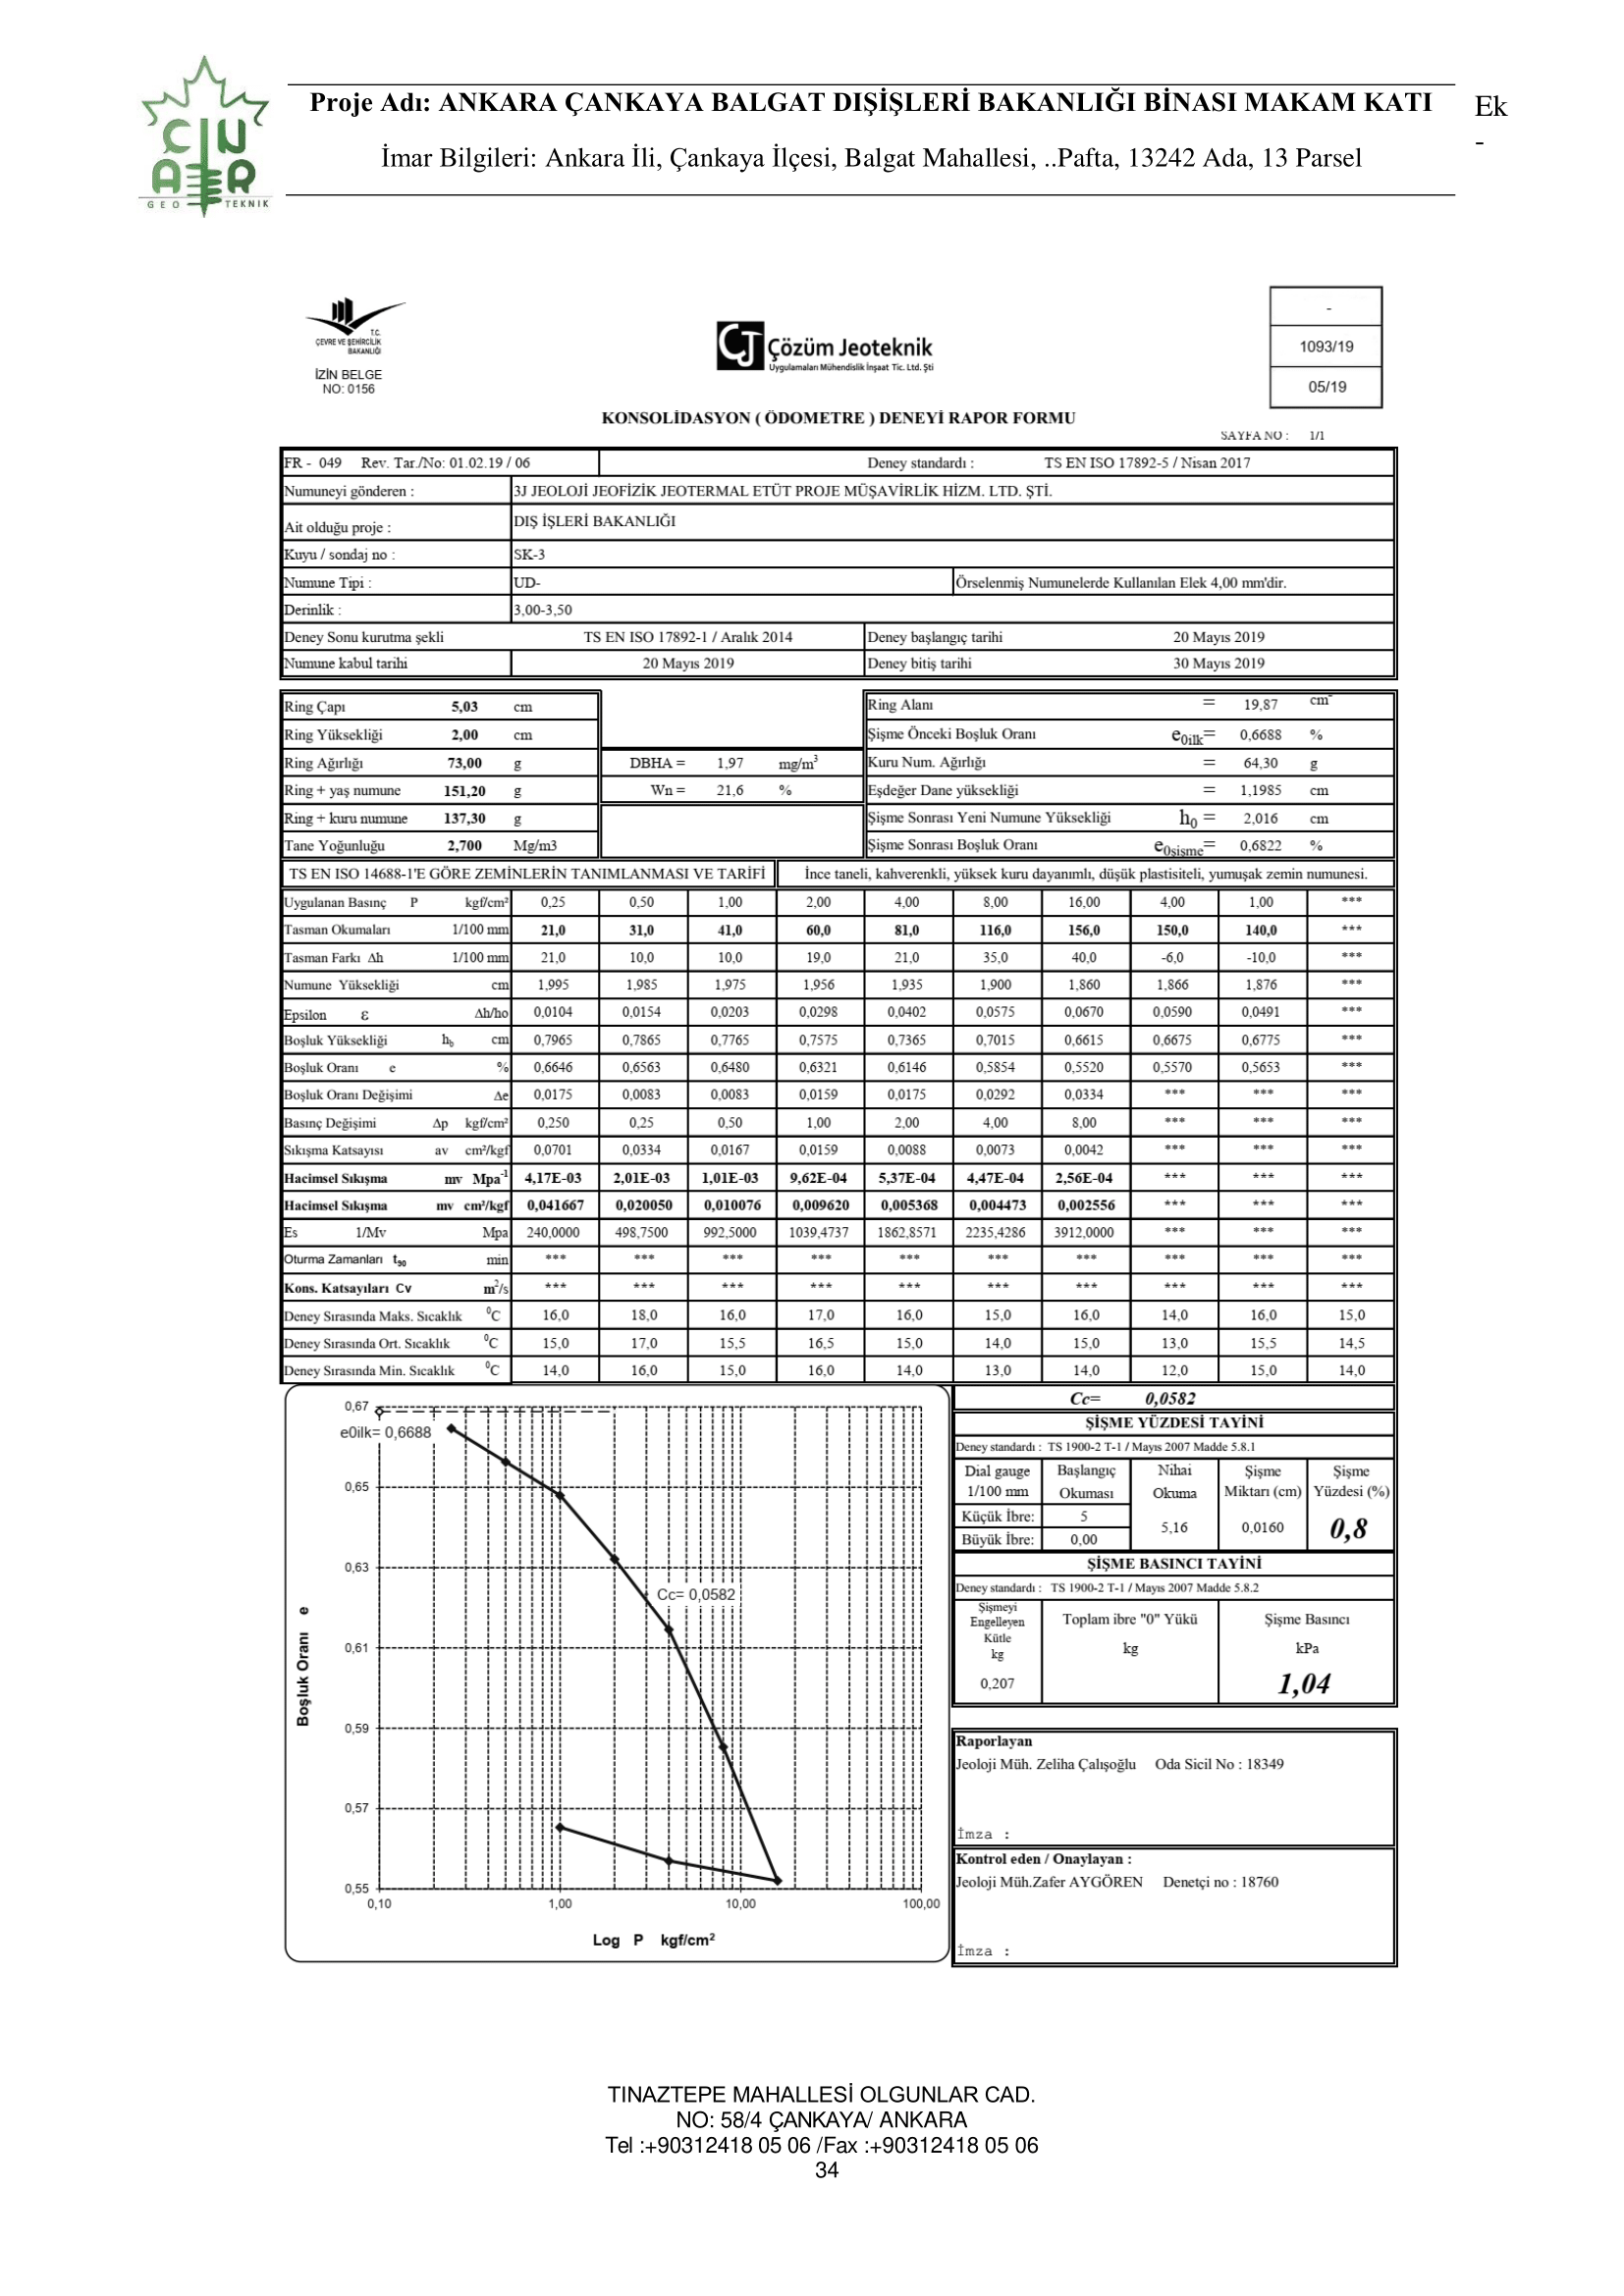 Proje Adı: ANKARA ÇANKAYA BALGAT DIŞİŞLERİ BAKANLIĞI BİNASI MAKAM KATI
Ek
-
İmar Bilgileri: Ankara İli, Çankaya İlçesi, Balgat Mahallesi, ..Pafta, 13242 Ada, 13 Parsel
ÇINAR
GEO TEKNIK
T.C.
ÇEVRE VE ŞEHİRCİLİK
BAKANLIĞI
İZİN BELGE
NO: 0156
Çözüm Jeoteknik
Uygulamaları Mühendislik İnşaat Tic. Ltd. Şti
-
1093/19
05/19
KONSOLİDASYON ( ÖDOMETRE ) DENEYİ RAPOR FORMU
SAYFA NO : 1/1
FR - 049 Rev. Tar./No: 01.02.19 / 06 Deney standardı : TS EN ISO 17892-5 / Nisan 2017
Numuneyi gönderen : 3J JEOLOJİ JEOFİZİK JEOTERMAL ETÜT PROJE MÜŞAVİRLİK HİZM. LTD. ŞTİ.
Ait olduğu proje : DIŞ İŞLERİ BAKANLIĞI
Kuyu / sondaj no : SK-3
Numune Tipi : UD- Örselenmiş Numunelerde Kullanılan Elek 4,00 mm'dir.
Derinlik : 3,00-3,50
Deney Sonu kurutma şekli TS EN ISO 17892-1 / Aralık 2014 Deney başlangıç tarihi 20 Mayıs 2019
Numune kabul tarihi 20 Mayıs 2019 Deney bitiş tarihi 30 Mayıs 2019
Ring Çapı 5,03 cm Ring Alanı = 19,87 cm²
Ring Yüksekliği 2,00 cm Şişme Önceki Boşluk Oranı e0ilk= 0,6688 %
Ring Ağırlığı 73,00 g DBHA = 1,97 mg/m³ Kuru Num. Ağırlığı = 64,30 g
Ring + yaş numune 151,20 g Wn = 21,6 % Eşdeğer Dane yüksekliği = 1,1985 cm
Ring + kuru numune 137,30 g Şişme Sonrası Yeni Numune Yüksekliği h0 = 2,016 cm
Tane Yoğunluğu 2,700 Mg/m3 Şişme Sonrası Boşluk Oranı e0şişme= 0,6822 %
TS EN ISO 14688-1'E GÖRE ZEMİNLERİN TANIMLANMASI VE TARİFİ İnce taneli, kahverenkli, yüksek kuru dayanımlı, düşük plastisiteli, yumuşak zemin numunesi.
Uygulanan Basınç P kgf/cm² 0,25 0,50 1,00 2,00 4,00 8,00 16,00 4,00 1,00 ***
Tasman Okumaları 1/100 mm 21,0 31,0 41,0 60,0 81,0 116,0 156,0 150,0 140,0 ***
Tasman Farkı Δh 1/100 mm 21,0 10,0 10,0 19,0 21,0 35,0 40,0 -6,0 -10,0 ***
Numune Yüksekliği cm 1,995 1,985 1,975 1,956 1,935 1,900 1,860 1,866 1,876 ***
Epsilon ε Δh/ho 0,0104 0,0154 0,0203 0,0298 0,0402 0,0575 0,0670 0,0590 0,0491 ***
Boşluk Yüksekliği hb cm 0,7965 0,7865 0,7765 0,7575 0,7365 0,7015 0,6615 0,6675 0,6775 ***
Boşluk Oranı e % 0,6646 0,6563 0,6480 0,6321 0,6146 0,5854 0,5520 0,5570 0,5653 ***
Boşluk Oranı Değişimi Δe 0,0175 0,0083 0,0083 0,0159 0,0175 0,0292 0,0334 *** *** ***
Basınç Değişimi Δp kgf/cm² 0,250 0,25 0,50 1,00 2,00 4,00 8,00 *** *** ***
Sıkışma Katsayısı av cm²/kgf 0,0701 0,0334 0,0167 0,0159 0,0088 0,0073 0,0042 *** *** ***
Hacimsel Sıkışma mv Mpa⁻¹ 4,17E-03 2,01E-03 1,01E-03 9,62E-04 5,37E-04 4,47E-04 2,56E-04 *** *** ***
Hacimsel Sıkışma mv cm²/kgf 0,041667 0,020050 0,010076 0,009620 0,005368 0,004473 0,002556 *** *** ***
Es 1/Mv Mpa 240,0000 498,7500 992,5000 1039,4737 1862,8571 2235,4286 3912,0000 *** *** ***
Oturma Zamanları t90 min *** *** *** *** *** *** *** *** *** ***
Kons. Katsayıları Cv m²/s *** *** *** *** *** *** *** *** *** ***
Deney Sırasında Maks. Sıcaklık ⁰C 16,0 18,0 16,0 17,0 16,0 15,0 16,0 14,0 16,0 15,0
Deney Sırasında Ort. Sıcaklık ⁰C 15,0 17,0 15,5 16,5 15,0 14,0 15,0 13,0 15,5 14,5
Deney Sırasında Min. Sıcaklık ⁰C 14,0 16,0 15,0 16,0 14,0 13,0 14,0 12,0 15,0 14,0
0,67
e0ilk= 0,6688
0,65
0,63
Cc= 0,0582
0,61
0,59
0,57
0,55
0,10 1,00 10,00 100,00
Boşluk Oranı e
Log P kgf/cm²
Cc= 0,0582
ŞİŞME YÜZDESİ TAYİNİ
Deney standardı : TS 1900-2 T-1 / Mayıs 2007 Madde 5.8.1
Dial gauge Başlangıç Nihai Şişme Şişme
1/100 mm Okuması Okuma Miktarı (cm) Yüzdesi (%)
Küçük İbre: 5 5,16 0,0160 0,8
Büyük İbre: 0,00
ŞİŞME BASINCI TAYİNİ
Deney standardı : TS 1900-2 T-1 / Mayıs 2007 Madde 5.8.2
Şişmeyi
Engelleyen
Kütle
kg
Toplam ibre "0" Yükü
kg
Şişme Basıncı
kPa
0,207 1,04
Raporlayan
Jeoloji Müh. Zeliha Çalışoğlu Oda Sicil No : 18349
İmza :
Kontrol eden / Onaylayan :
Jeoloji Müh.Zafer AYGÖREN Denetçi no : 18760
İmza :
TINAZTEPE MAHALLESİ OLGUNLAR CAD.
NO: 58/4 ÇANKAYA/ ANKARA
Tel :+90312418 05 06 /Fax :+90312418 05 06
34